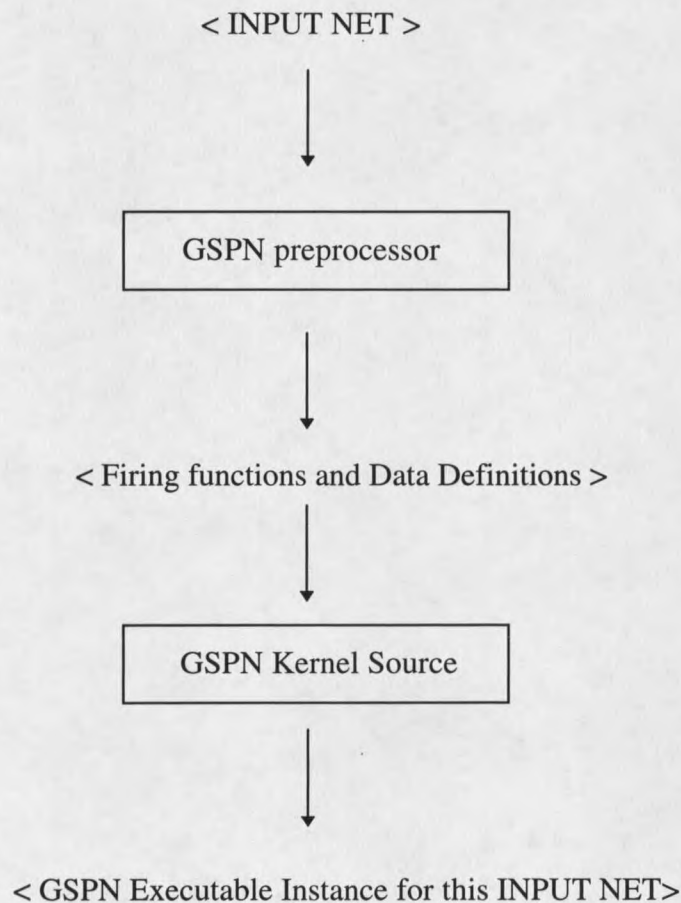 < INPUT NET >
GSPN preprocessor
< Firing functions and Data Definitions >
GSPN Kernel Source
< GSPN Executable Instance for this INPUT NET>